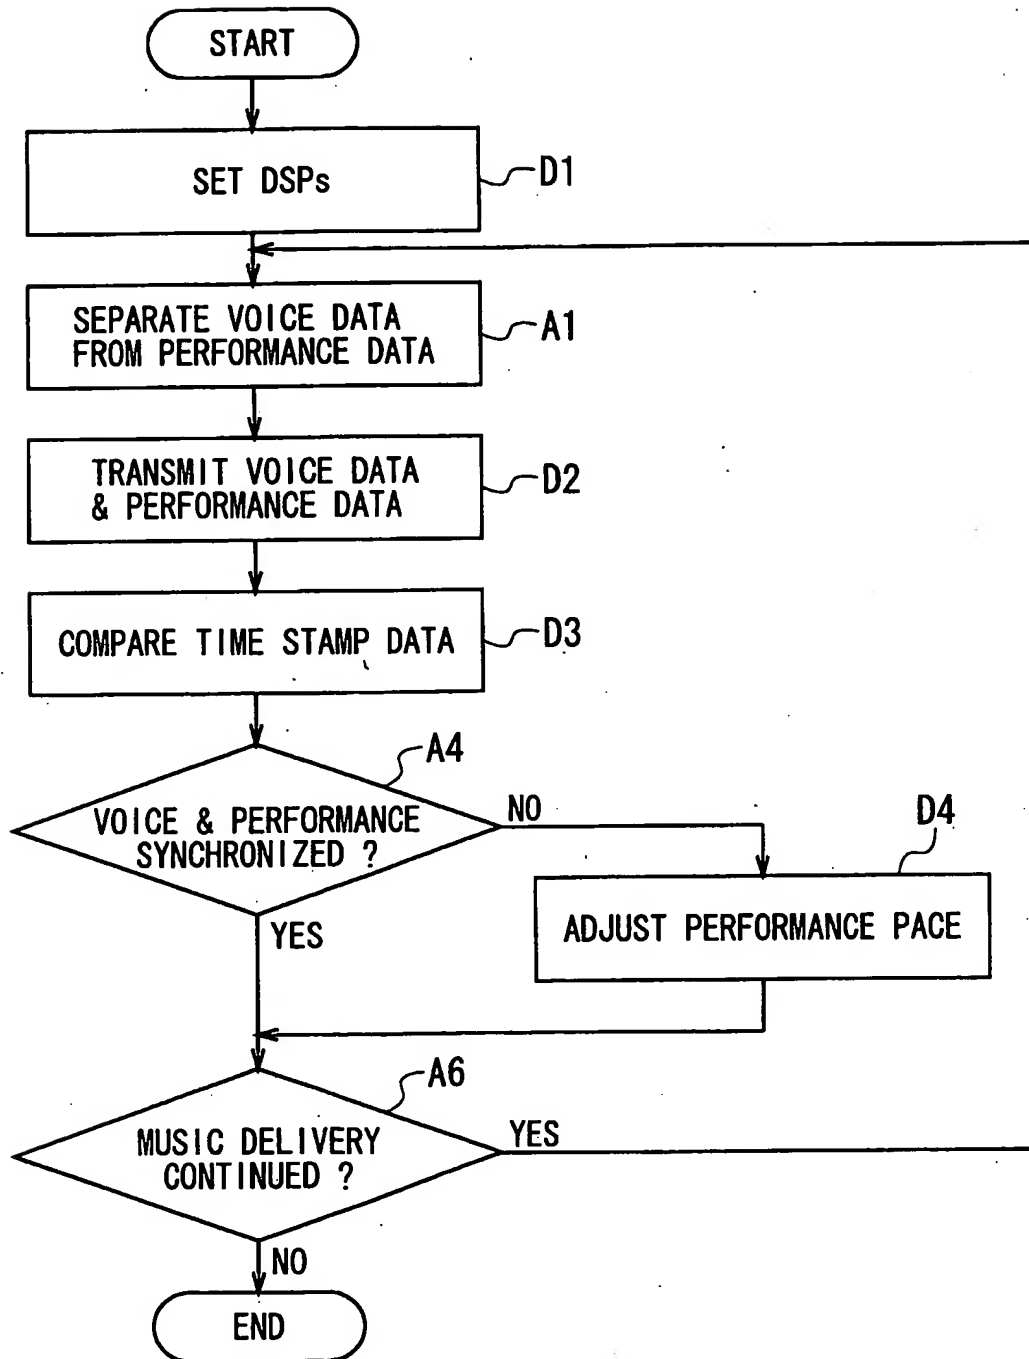 START
SET DSPs
D1
SEPARATE VOICE DATA
FROM PERFORMANCE DATA
A1
TRANSMIT VOICE DATA
& PERFORMANCE DATA
D2
COMPARE TIME STAMP DATA
D3
A4
VOICE & PERFORMANCE
SYNCHRONIZED ?
NO
D4
ADJUST PERFORMANCE PACE
YES
A6
MUSIC DELIVERY
CONTINUED ?
YES
NO
END